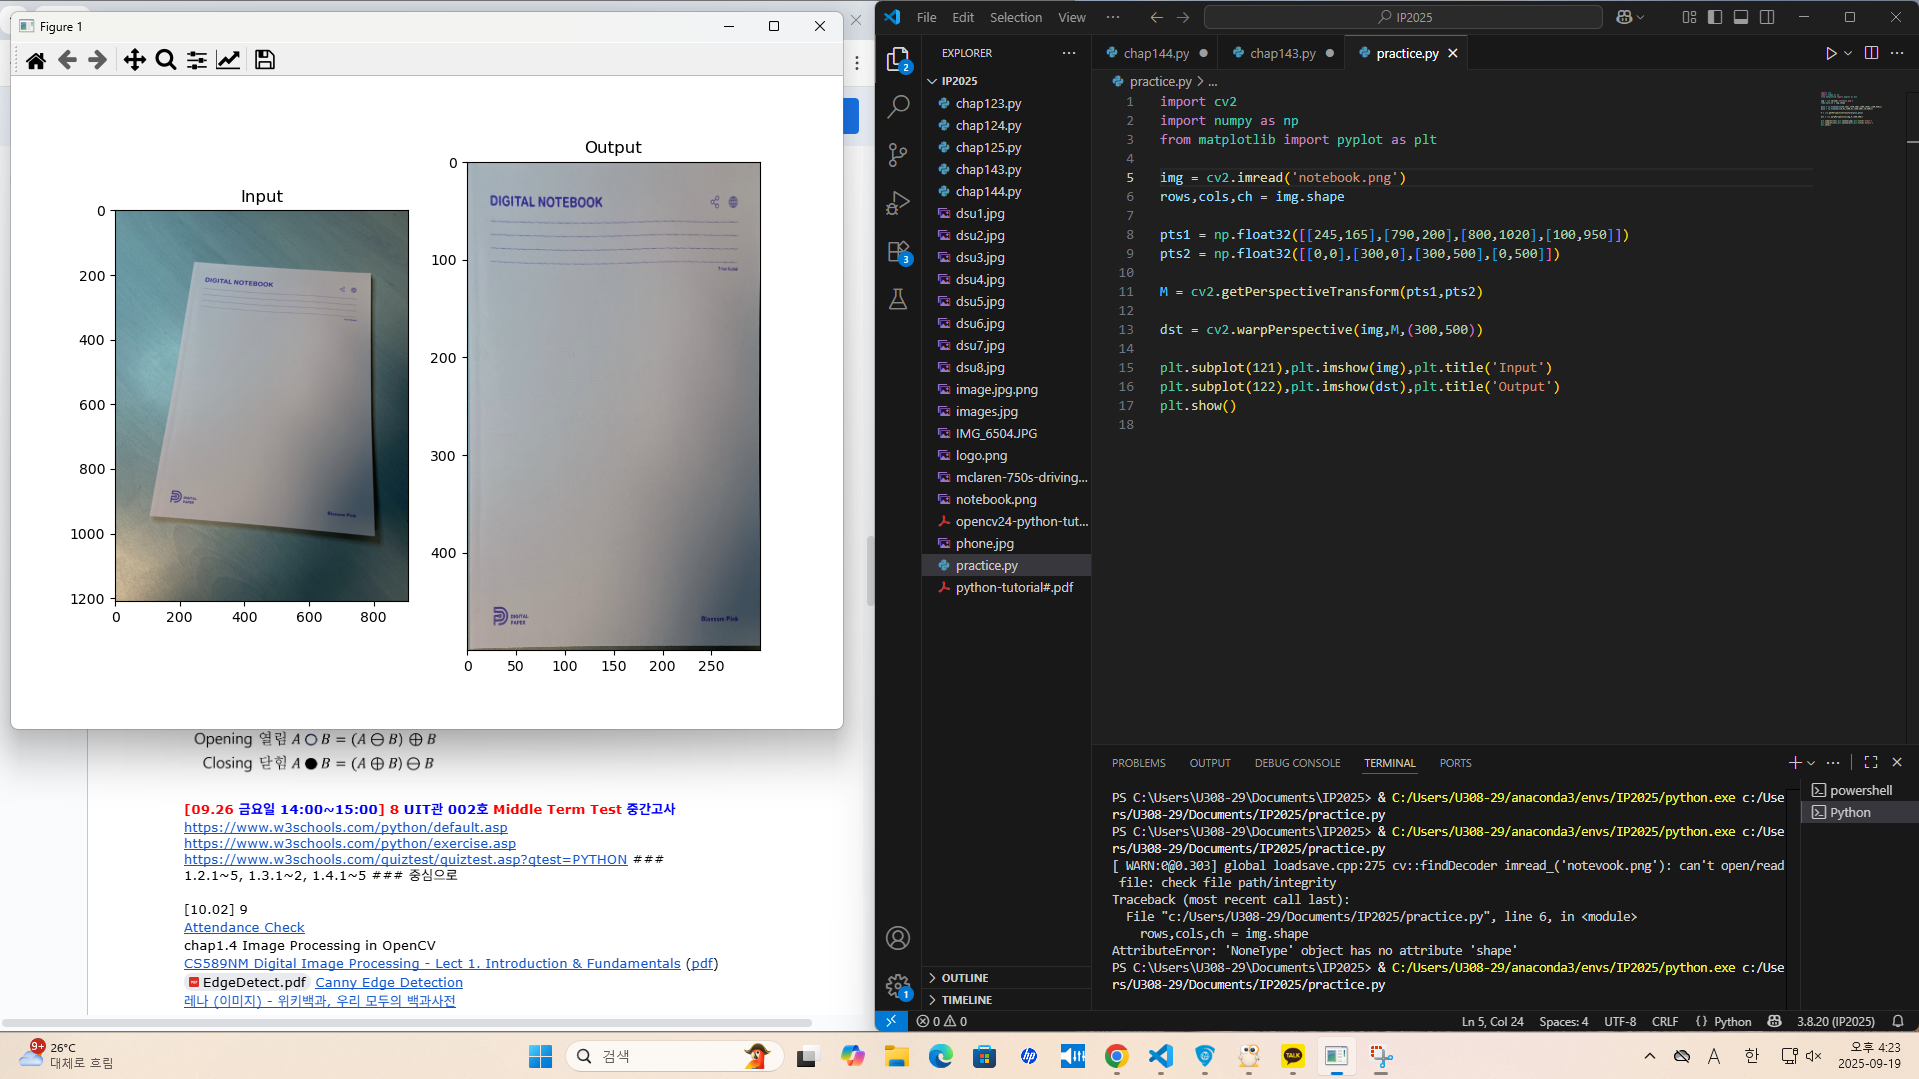 Figure 1
Input
DIGITAL NOTEBOOK
DIGITAL
PAPER
Blossom Pink
0
200
400
600
800
1000
1200
0 200 400 600 800
Output
DIGITAL NOTEBOOK
DIGITAL
PAPER
Blossom Pink
0
100
200
300
400
0 50 100 150 200 250
Opening 열림 A ○ B = (A ⊖ B) ⊕ B
Closing 닫힘 A ● B = (A ⊕ B) ⊖ B
[09.26 금요일 14:00~15:00] 8 UIT관 002호 Middle Term Test 중간고사
https://www.w3schools.com/python/default.asp
https://www.w3schools.com/python/exercise.asp
https://www.w3schools.com/quiztest/quiztest.asp?qtest=PYTHON ###
1.2.1~5, 1.3.1~2, 1.4.1~5 ### 중심으로
[10.02] 9
Attendance Check
chap1.4 Image Processing in OpenCV
CS589NM Digital Image Processing - Lect 1. Introduction & Fundamentals (pdf)
EdgeDetect.pdf Canny Edge Detection
레나 (이미지) - 위키백과, 우리 모두의 백과사전
File Edit Selection View ···
IP2025
EXPLORER ···
IP2025
chap123.py
chap124.py
chap125.py
chap143.py
chap144.py
dsu1.jpg
dsu2.jpg
dsu3.jpg
dsu4.jpg
dsu5.jpg
dsu6.jpg
dsu7.jpg
dsu8.jpg
image.jpg.png
images.jpg
IMG_6504.JPG
logo.png
mclaren-750s-driving...
notebook.png
opencv24-python-tut...
phone.jpg
practice.py
python-tutorial#.pdf
OUTLINE
TIMELINE
2
3
1
chap144.py chap143.py practice.py
practice.py > ...
1 import cv2
2 import numpy as np
3 from matplotlib import pyplot as plt
4
5 img = cv2.imread('notebook.png')
6 rows,cols,ch = img.shape
7
8 pts1 = np.float32([[245,165],[790,200],[800,1020],[100,950]])
9 pts2 = np.float32([[0,0],[300,0],[300,500],[0,500]])
10
11 M = cv2.getPerspectiveTransform(pts1,pts2)
12
13 dst = cv2.warpPerspective(img,M,(300,500))
14
15 plt.subplot(121),plt.imshow(img),plt.title('Input')
16 plt.subplot(122),plt.imshow(dst),plt.title('Output')
17 plt.show()
18
PROBLEMS OUTPUT DEBUG CONSOLE TERMINAL PORTS
PS C:\Users\U308-29\Documents\IP2025> & C:/Users/U308-29/anaconda3/envs/IP2025/python.exe c:/Use
rs/U308-29/Documents/IP2025/practice.py
PS C:\Users\U308-29\Documents\IP2025> & C:/Users/U308-29/anaconda3/envs/IP2025/python.exe c:/Use
rs/U308-29/Documents/IP2025/practice.py
[ WARN:0@0.303] global loadsave.cpp:275 cv::findDecoder imread_('notevook.png'): can't open/read
file: check file path/integrity
Traceback (most recent call last):
File "c:/Users/U308-29/Documents/IP2025/practice.py", line 6, in <module>
rows,cols,ch = img.shape
AttributeError: 'NoneType' object has no attribute 'shape'
PS C:\Users\U308-29\Documents\IP2025> & C:/Users/U308-29/anaconda3/envs/IP2025/python.exe c:/Use
rs/U308-29/Documents/IP2025/practice.py
powershell
Python
0 0
Ln 5, Col 24 Spaces: 4 UTF-8 CRLF {} Python 3.8.20 (IP2025)
9+
26°C
대체로 흐림
검색
hp
TALK
A 한
오후 4:23
2025-09-19